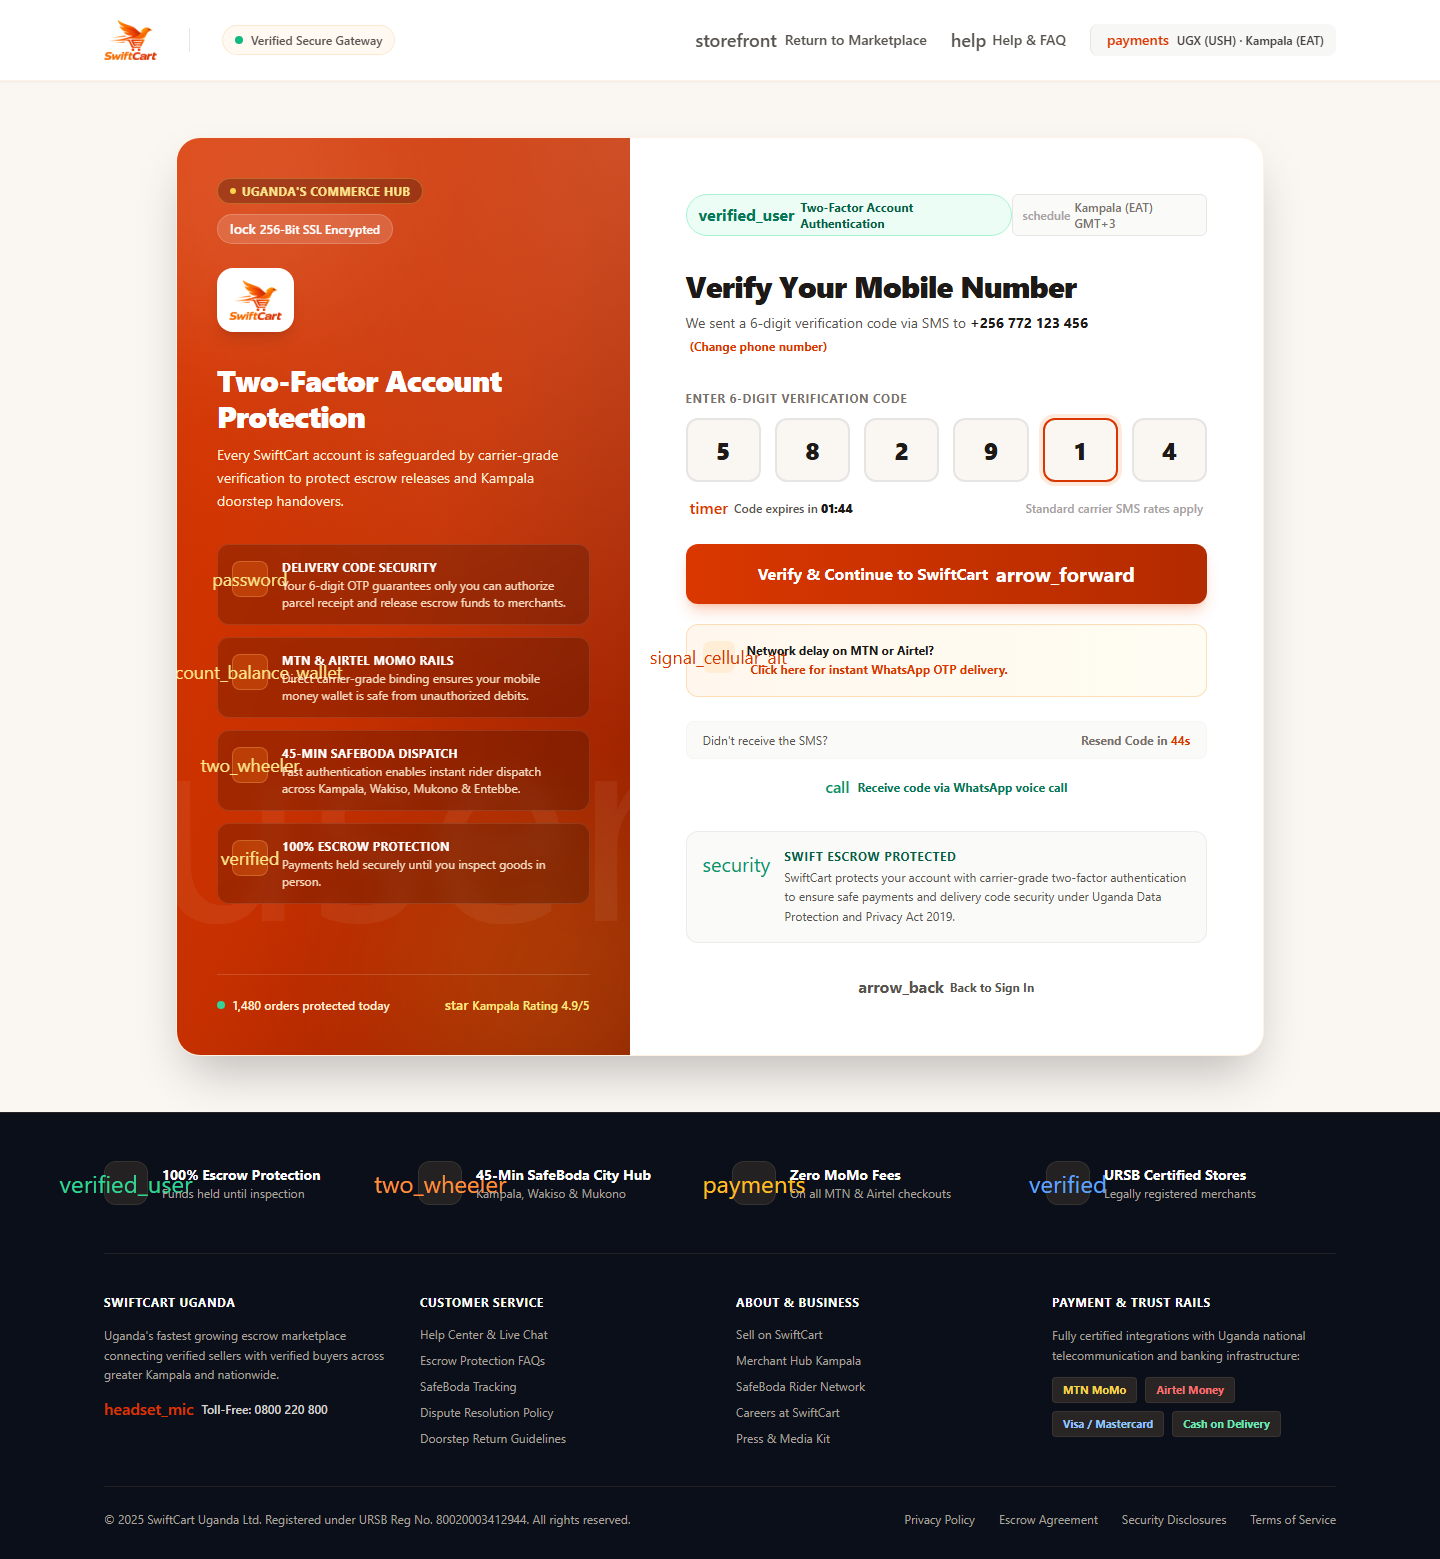 SwiftCart
Verified Secure Gateway
storefront Return to Marketplace
help Help & FAQ
payments UGX (USH) · Kampala (EAT)
UGANDA'S COMMERCE HUB
lock 256-Bit SSL Encrypted
SwiftCart
Two-Factor Account
Protection
Every SwiftCart account is safeguarded by carrier-grade
verification to protect escrow releases and Kampala
doorstep handovers.
password
DELIVERY CODE SECURITY
Your 6-digit OTP guarantees only you can authorize
parcel receipt and release escrow funds to merchants.
count_balance_wallet
MTN & AIRTEL MOMO RAILS
Direct carrier-grade binding ensures your mobile
money wallet is safe from unauthorized debits.
two_wheeler
45-MIN SAFEBODA DISPATCH
Fast authentication enables instant rider dispatch
across Kampala, Wakiso, Mukono & Entebbe.
verified
100% ESCROW PROTECTION
Payments held securely until you inspect goods in
person.
user
1,480 orders protected today
star Kampala Rating 4.9/5
verified_user Two-Factor Account
Authentication
schedule Kampala (EAT)
GMT+3
Verify Your Mobile Number
We sent a 6-digit verification code via SMS to +256 772 123 456
(Change phone number)
ENTER 6-DIGIT VERIFICATION CODE
5 8 2 9 1 4
timer Code expires in 01:44
Standard carrier SMS rates apply
Verify & Continue to SwiftCart arrow_forward
signal_cellular_alt
Network delay on MTN or Airtel?
Click here for instant WhatsApp OTP delivery.
Didn't receive the SMS?
Resend Code in 44s
call Receive code via WhatsApp voice call
security
SWIFT ESCROW PROTECTED
SwiftCart protects your account with carrier-grade two-factor authentication
to ensure safe payments and delivery code security under Uganda Data
Protection and Privacy Act 2019.
arrow_back Back to Sign In
verified_user
100% Escrow Protection
Funds held until inspection
two_wheeler
45-Min SafeBoda City Hub
Kampala, Wakiso & Mukono
payments
Zero MoMo Fees
On all MTN & Airtel checkouts
verified
URSB Certified Stores
Legally registered merchants
SWIFTCART UGANDA
Uganda's fastest growing escrow marketplace
connecting verified sellers with verified buyers across
greater Kampala and nationwide.
headset_mic Toll-Free: 0800 220 800
CUSTOMER SERVICE
Help Center & Live Chat
Escrow Protection FAQs
SafeBoda Tracking
Dispute Resolution Policy
Doorstep Return Guidelines
ABOUT & BUSINESS
Sell on SwiftCart
Merchant Hub Kampala
SafeBoda Rider Network
Careers at SwiftCart
Press & Media Kit
PAYMENT & TRUST RAILS
Fully certified integrations with Uganda national
telecommunication and banking infrastructure:
MTN MoMo
Airtel Money
Visa / Mastercard
Cash on Delivery
© 2025 SwiftCart Uganda Ltd. Registered under URSB Reg No. 80020003412944. All rights reserved.
Privacy Policy
Escrow Agreement
Security Disclosures
Terms of Service